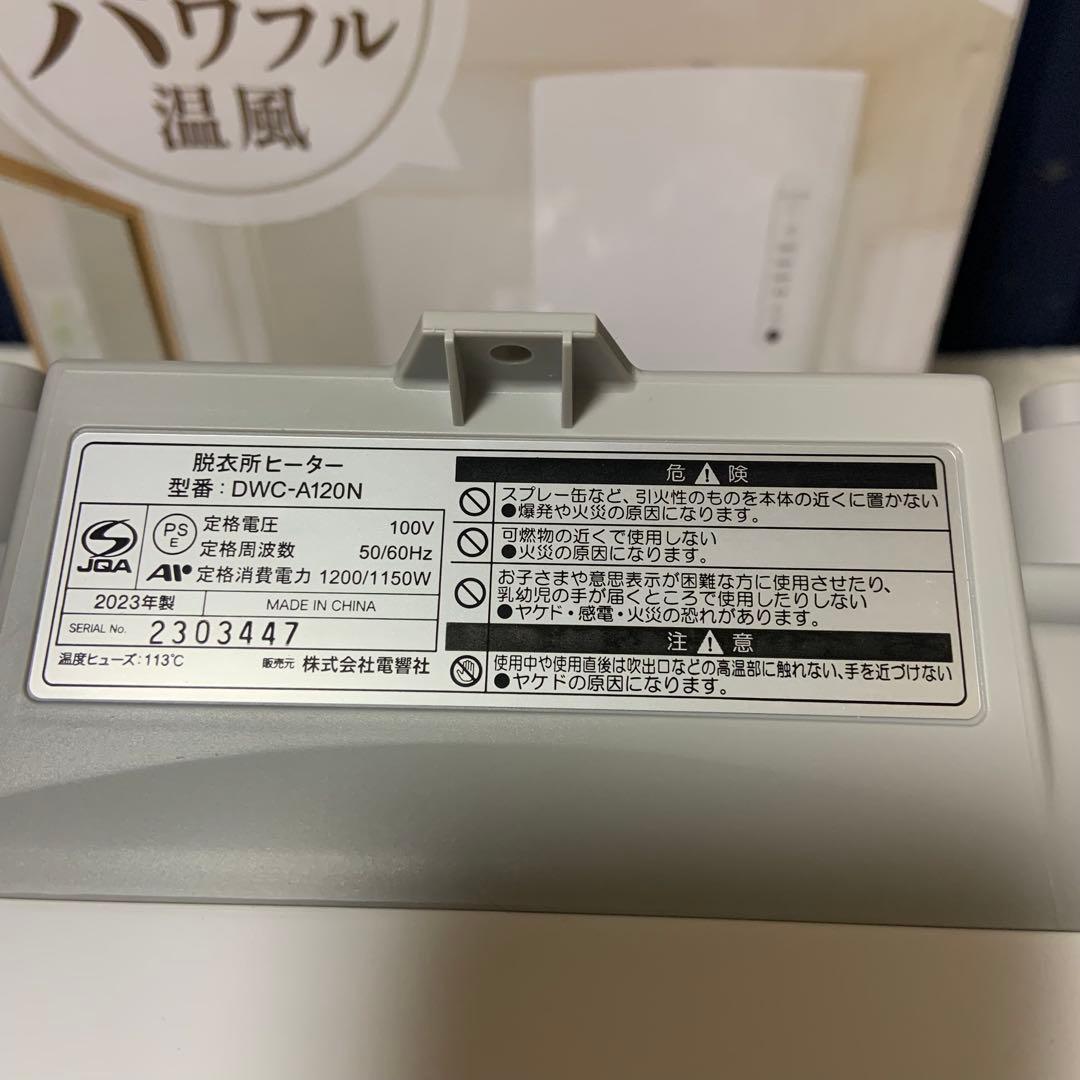 パワフル
温風
脱衣所ヒーター
型番:DWC-A120N
JQA
PS
E
定格電圧 100V
定格周波数 50/60Hz
定格消費電力 1200/1150W
2023年製 MADE IN CHINA
SERIAL No. 2303447
温度ヒューズ:113℃ 販売元 株式会社電響社
危⚠険
スプレー缶など、引火性のものを本体の近くに置かない
●爆発や火災の原因になります。
可燃物の近くで使用しない
●火災の原因になります。
お子さまや意思表示が困難な方に使用させたり、
乳幼児の手が届くところで使用したりしない
●ヤケド・感電・火災の恐れがあります。
注⚠意
使用中や使用直後は吹出口などの高温部に触れない、手を近づけない
●ヤケドの原因になります。